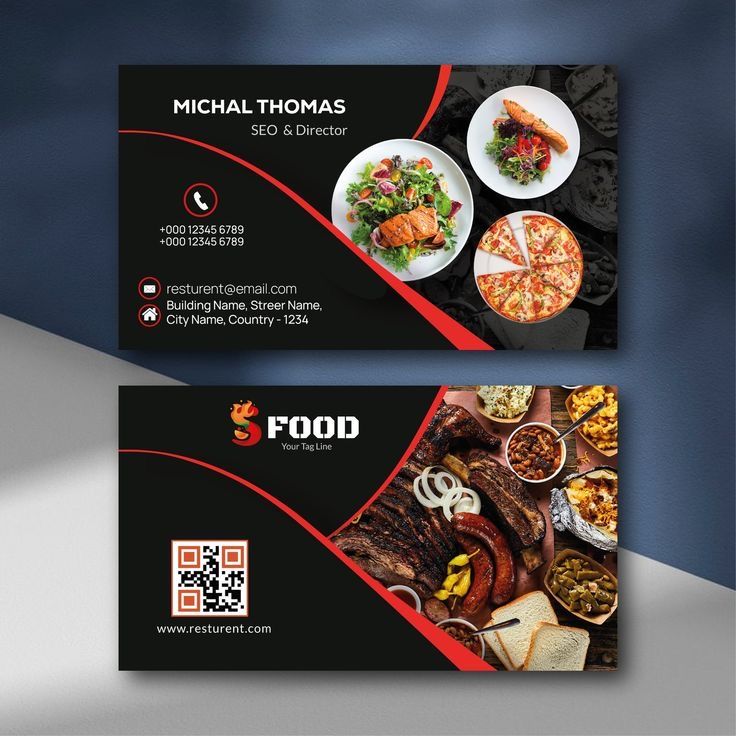 MICHAL THOMAS
SEO & Director
+000 12345 6789
+000 12345 6789
resturent@email.com
Building Name, Streer Name,
City Name, Country - 1234
FOOD
Your Tag Line
www.resturent.com